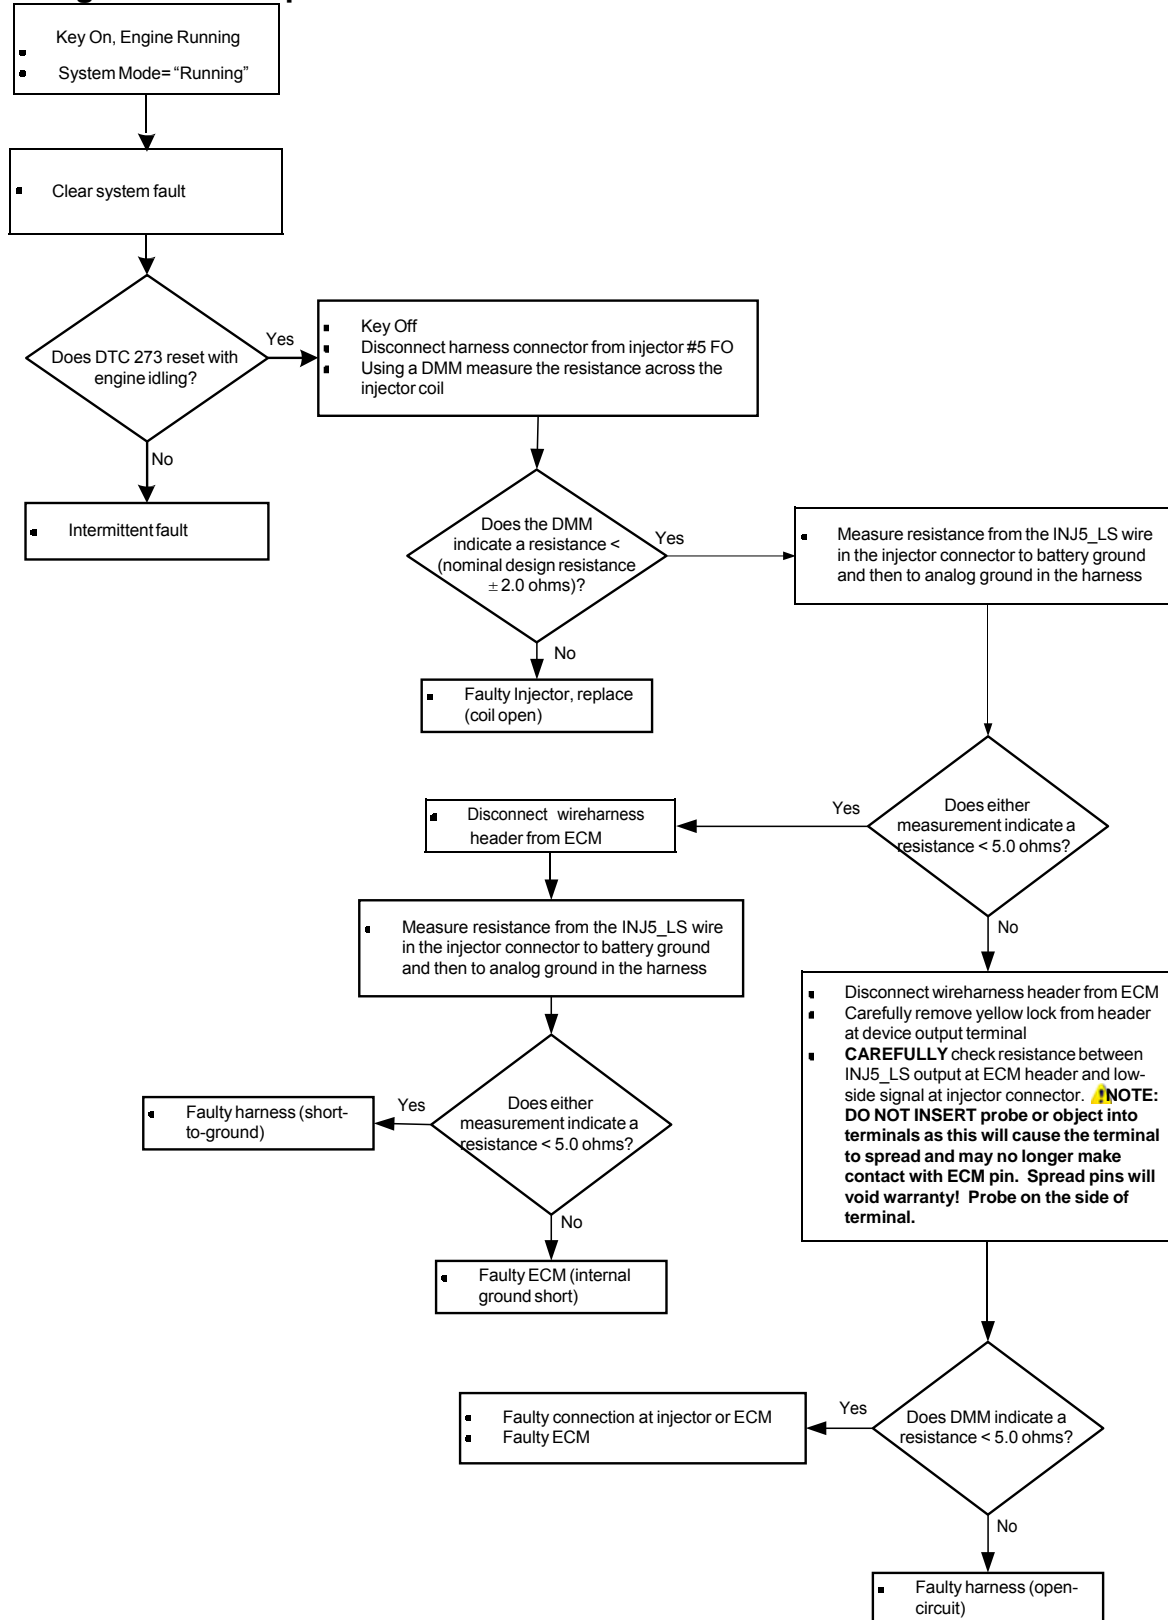 Key On, Engine Running
System Mode= “Running”
Clear system fault
Does DTC 273 reset with
engine idling?
Yes
No
Intermittent fault
Key Off
Disconnect harness connector from injector #5 FO
Using a DMM measure the resistance across the
injector coil
Does the DMM
indicate a resistance <
(nominal design resistance
± 2.0 ohms)?
Yes
No
Faulty Injector, replace
(coil open)
Measure resistance from the INJ5_LS wire
in the injector connector to battery ground
and then to analog ground in the harness
Does either
measurement indicate a
resistance < 5.0 ohms?
Yes
No
Disconnect wireharness
header from ECM
Measure resistance from the INJ5_LS wire
in the injector connector to battery ground
and then to analog ground in the harness
Does either
measurement indicate a
resistance < 5.0 ohms?
Yes
Faulty harness (short-
to-ground)
No
Faulty ECM (internal
ground short)
Disconnect wireharness header from ECM
Carefully remove yellow lock from header
at device output terminal
CAREFULLY check resistance between
INJ5_LS output at ECM header and low-
side signal at injector connector. NOTE:
DO NOT INSERT probe or object into
terminals as this will cause the terminal
to spread and may no longer make
contact with ECM pin. Spread pins will
void warranty! Probe on the side of
terminal.
Does DMM indicate a
resistance < 5.0 ohms?
Yes
Faulty connection at injector or ECM
Faulty ECM
No
Faulty harness (open-
circuit)